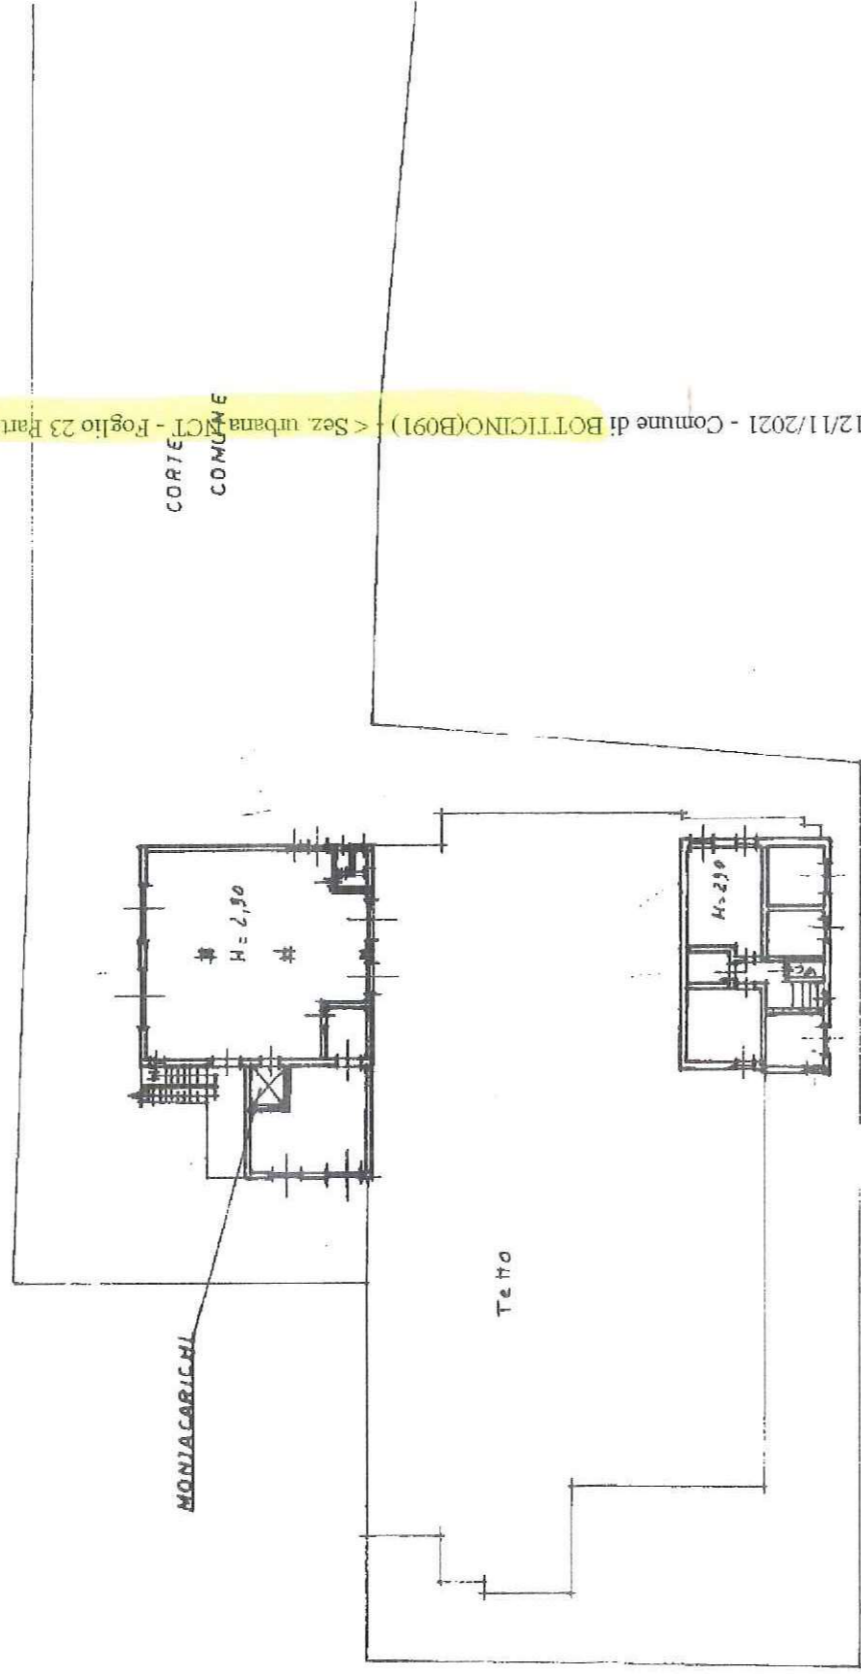 12/11/2021 - Comune di BOTTICINO(B091) - < Sez. urbana NCT - Foglio 23 Part
CORTE
COMUNE
H = 2,90
H = 2,90
MONTACARICHI
Tetto